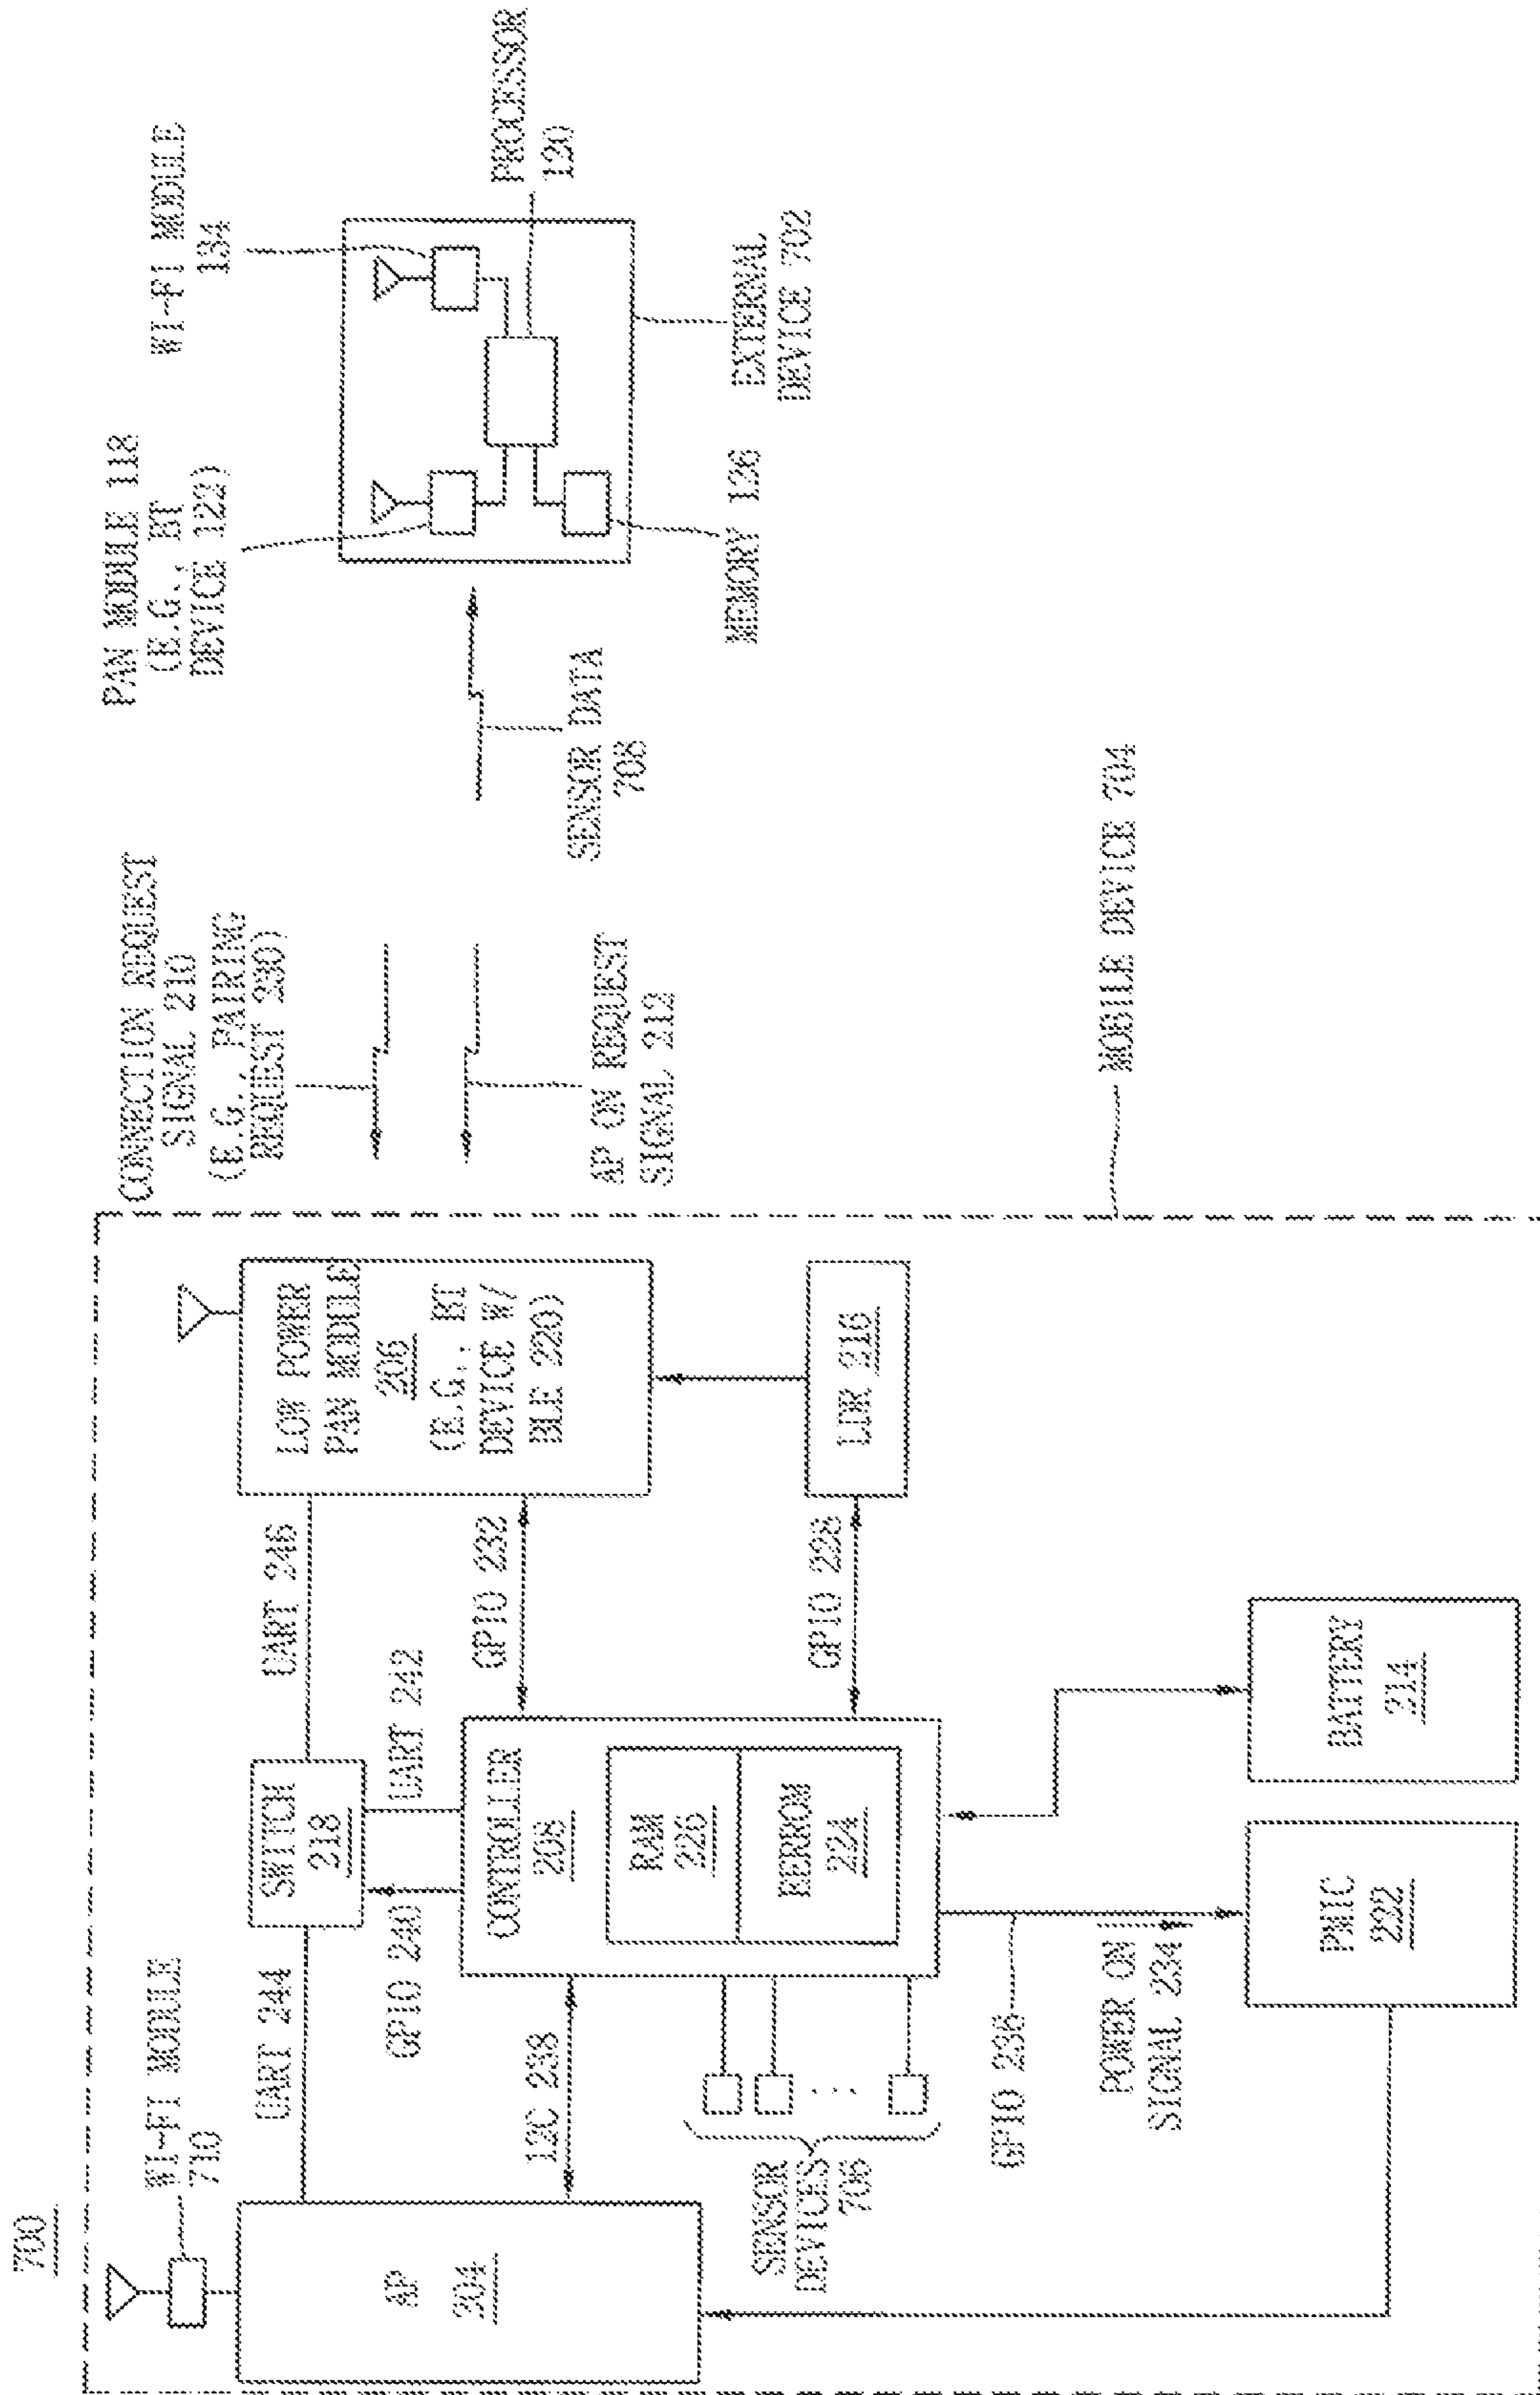 700
WI-FI MODULE
710
AP
204
UART 244
SWITCH
218
UART 246
GPIO 240
UART 242
I2C 238
CONTROLLER
208
RAM
226
EERROM
224
GPIO 232
GPIO 228
LOW POWER
PAN MODULE
206
(E.G., BT
DEVICE W/
BLE 220)
LDR 216
SENSOR
DEVICES
706
GPIO 236
POWER ON
SIGNAL 234
PMIC
222
BATTERY
214
MOBILE DEVICE 704
CONNECTION REQUEST
SIGNAL 210
(E.G., PAIRING
REQUEST 230)
AP ON REQUEST
SIGNAL 212
SENSOR DATA
708
PAN MODULE 118
(E.G., BT
DEVICE 122)
WI-FI MODULE
134
PROCESSOR
120
MEMORY 136
EXTERNAL
DEVICE 702